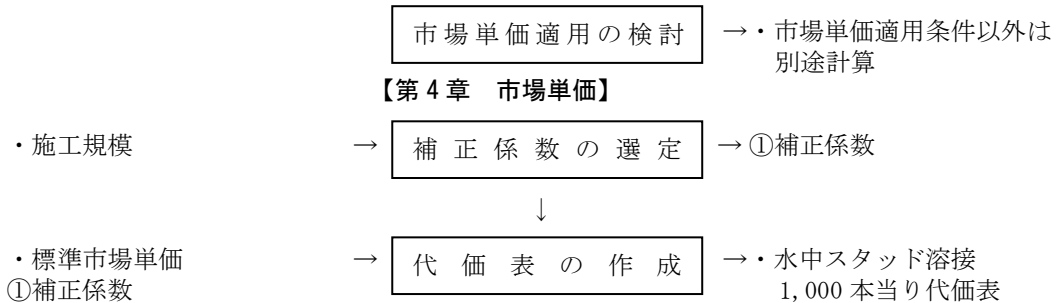 市場単価適用の検討 →・市場単価適用条件以外は
別途計算
【第4章 市場単価】
・施工規模 → 補正係数の選定 → ①補正係数
↓
・標準市場単価 → 代価表の作成 →・水中スタッド溶接
①補正係数 1,000本当り代価表